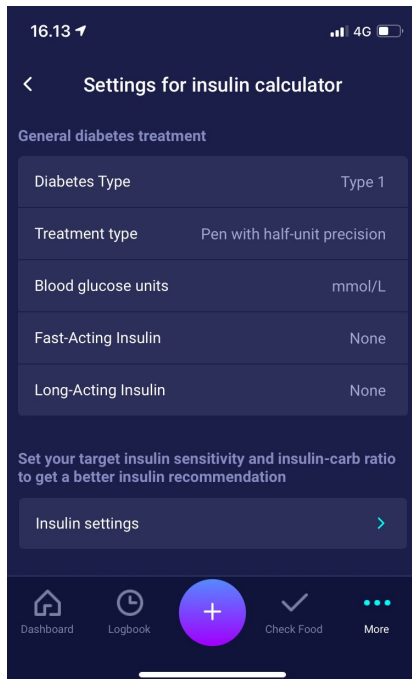 16.13 4G
Settings for insulin calculator
General diabetes treatment
Diabetes Type Type 1
Treatment type Pen with half-unit precision
Blood glucose units mmol/L
Fast-Acting Insulin None
Long-Acting Insulin None
Set your target insulin sensitivity and insulin-carb ratio
to get a better insulin recommendation
Insulin settings
Dashboard Logbook Check Food More